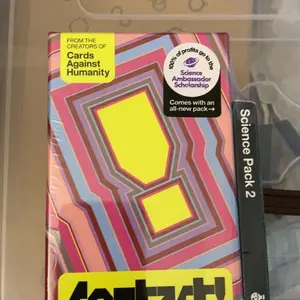 FROM THE
CREATORS OF
Cards
Against
Humanity
100% of profits go to the
Science
Ambassador
Scholarship
Comes with an
all-new pack→
Science Pack 2